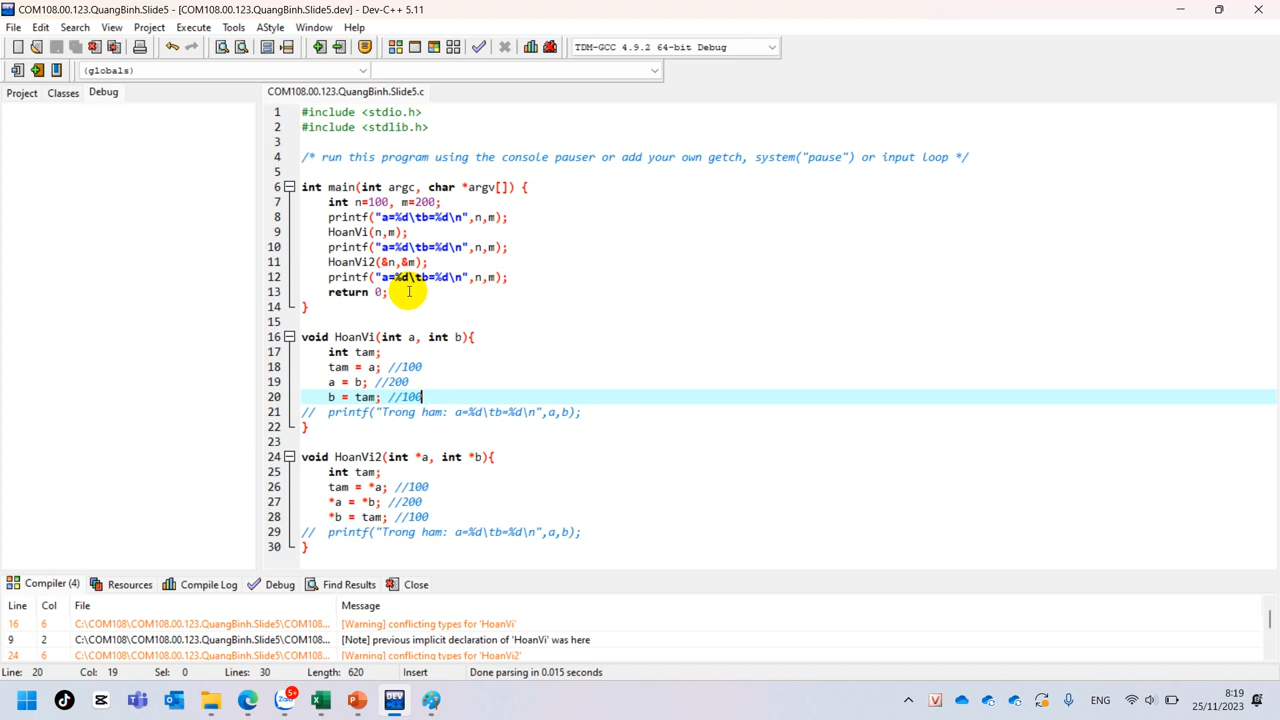 COM108.00.123.QuangBinh.Slide5 - [COM108.00.123.QuangBinh.Slide5.dev] - Dev-C++ 5.11
File Edit Search View Project Execute Tools AStyle Window Help
TDM-GCC 4.9.2 64-bit Debug
(globals)
Project Classes Debug
COM108.00.123.QuangBinh.Slide5.c
1 #include <stdio.h>
2 #include <stdlib.h>
3
4 /* run this program using the console pauser or add your own getch, system("pause") or input loop */
5
6 int main(int argc, char *argv[]) {
7 int n=100, m=200;
8 printf("a=%d\tb=%d\n",n,m);
9 HoanVi(n,m);
10 printf("a=%d\tb=%d\n",n,m);
11 HoanVi2(&n,&m);
12 printf("a=%d\tb=%d\n",n,m);
13 return 0;
14 }
15
16 void HoanVi(int a, int b){
17 int tam;
18 tam = a; //100
19 a = b; //200
20 b = tam; //100
21 // printf("Trong ham: a=%d\tb=%d\n",a,b);
22 }
23
24 void HoanVi2(int *a, int *b){
25 int tam;
26 tam = *a; //100
27 *a = *b; //200
28 *b = tam; //100
29 // printf("Trong ham: a=%d\tb=%d\n",a,b);
30 }
Compiler (4) Resources Compile Log Debug Find Results Close
Line Col File Message
16 6 C:\COM108\COM108.00.123.QuangBinh.Slide5\COM108... [Warning] conflicting types for 'HoanVi'
9 2 C:\COM108\COM108.00.123.QuangBinh.Slide5\COM108... [Note] previous implicit declaration of 'HoanVi' was here
24 6 C:\COM108\COM108.00.123.QuangBinh.Slide5\COM108... [Warning] conflicting types for 'HoanVi2'
Line: 20 Col: 19 Sel: 0 Lines: 30 Length: 620 Insert Done parsing in 0.015 seconds
Zalo 5+ DEV V ENG 8:19
25/11/2023